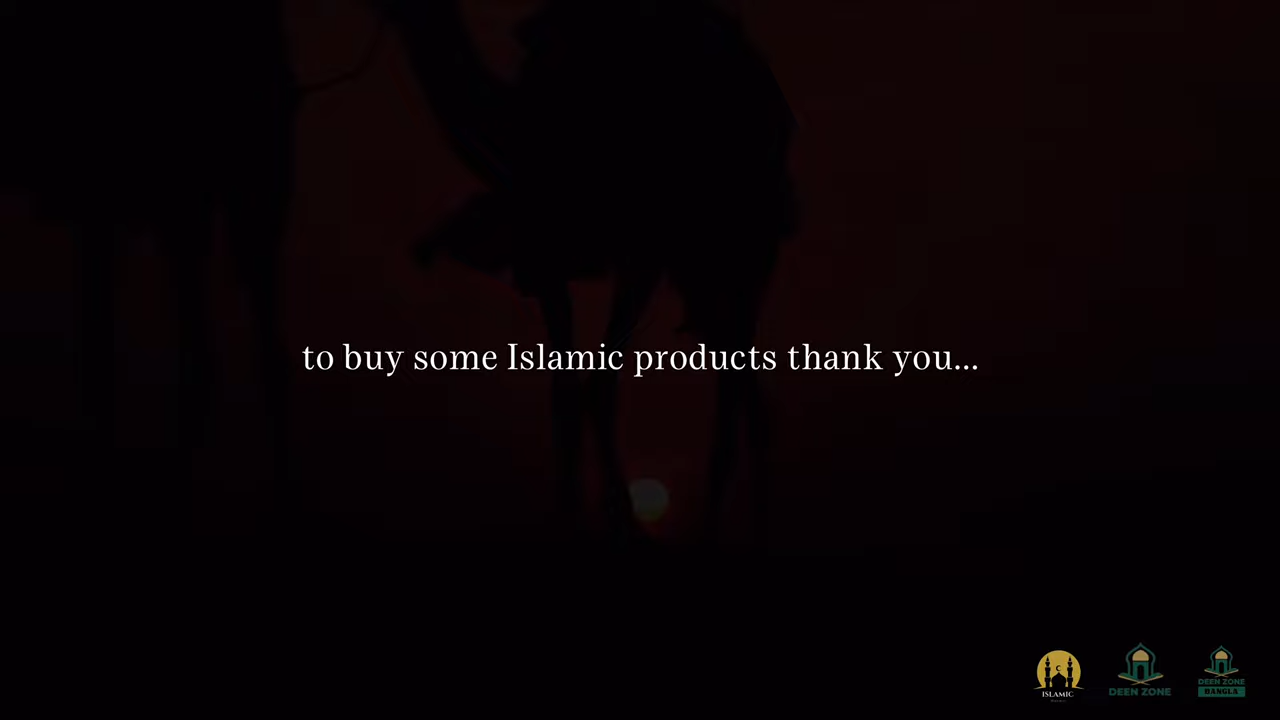 to buy some Islamic products thank you...
ISLAMIC
DEEN ZONE
DEEN ZONE
BANGLA